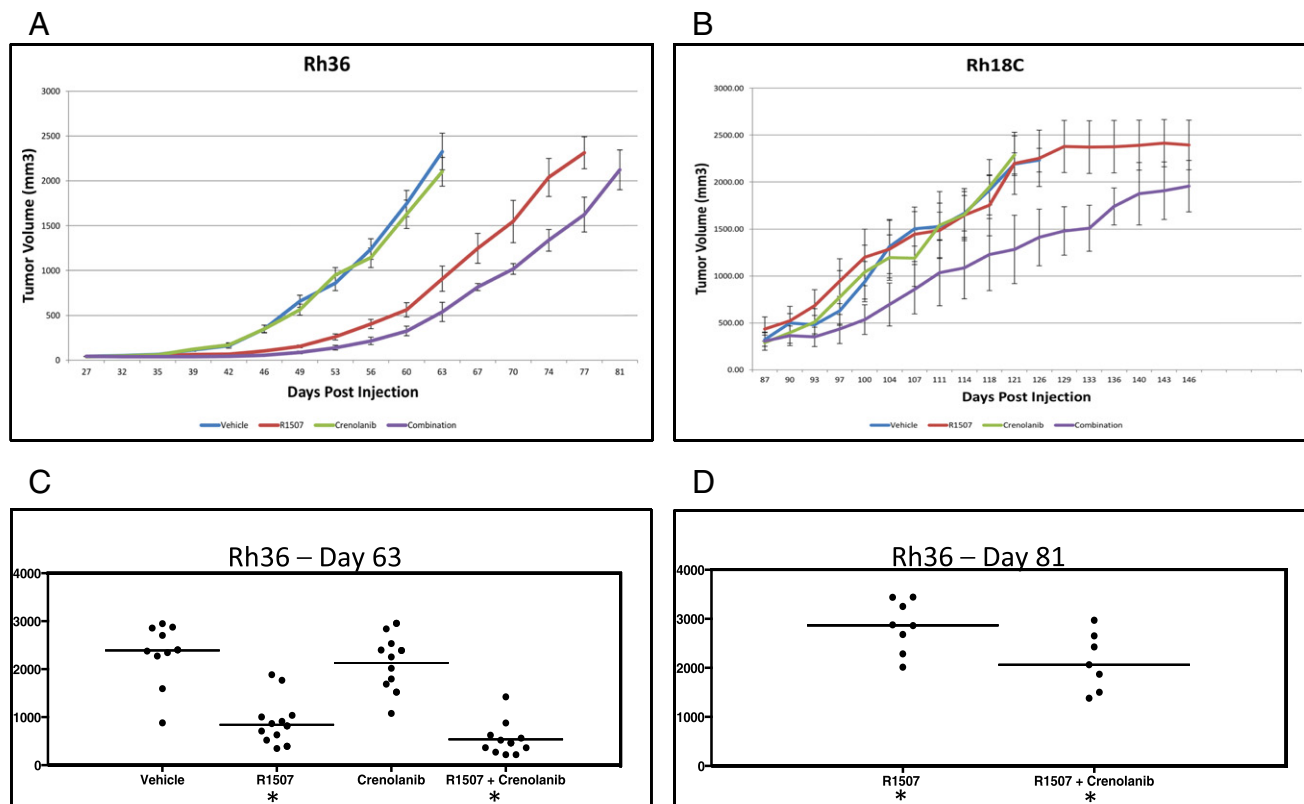 A
Rh36
3000
2500
2000
1500
1000
500
0
Tumor Volume (mm3)
27 32 35 39 42 46 49 53 56 60 63 67 70 74 77 81
Days Post Injection
Vehicle R1507 Crenolanib Combination
B
Rh18C
3000.00
2500.00
2000.00
1500.00
1000.00
500.00
0.00
Tumor Volume (mm3)
87 90 93 97 100 104 107 111 114 118 121 126 129 133 136 140 143 146
Days Post Injection
Vehicle R1507 Crenolanib Combination
C
Rh36 – Day 63
4000
3000
2000
1000
0
Vehicle R1507 Crenolanib R1507 + Crenolanib
* *
D
Rh36 – Day 81
4000
3000
2000
1000
0
R1507 R1507 + Crenolanib
* *